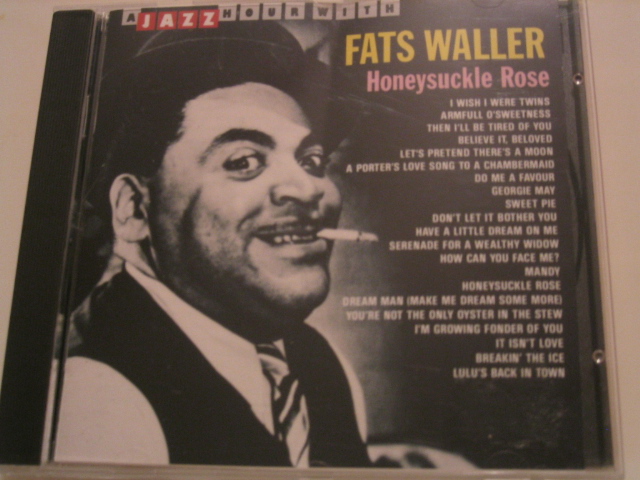 A JAZZ HOUR WITH
FATS WALLER
Honeysuckle Rose
I WISH I WERE TWINS
ARMFULL O'SWEETNESS
THEN I'LL BE TIRED OF YOU
BELIEVE IT, BELOVED
LET'S PRETEND THERE'S A MOON
A PORTER'S LOVE SONG TO A CHAMBERMAID
DO ME A FAVOUR
GEORGIE MAY
SWEET PIE
DON'T LET IT BOTHER YOU
HAVE A LITTLE DREAM ON ME
SERENADE FOR A WEALTHY WIDOW
HOW CAN YOU FACE ME?
MANDY
HONEYSUCKLE ROSE
DREAM MAN (MAKE ME DREAM SOME MORE)
YOU'RE NOT THE ONLY OYSTER IN THE STEW
I'M GROWING FONDER OF YOU
IT ISN'T LOVE
BREAKIN' THE ICE
LULU'S BACK IN TOWN